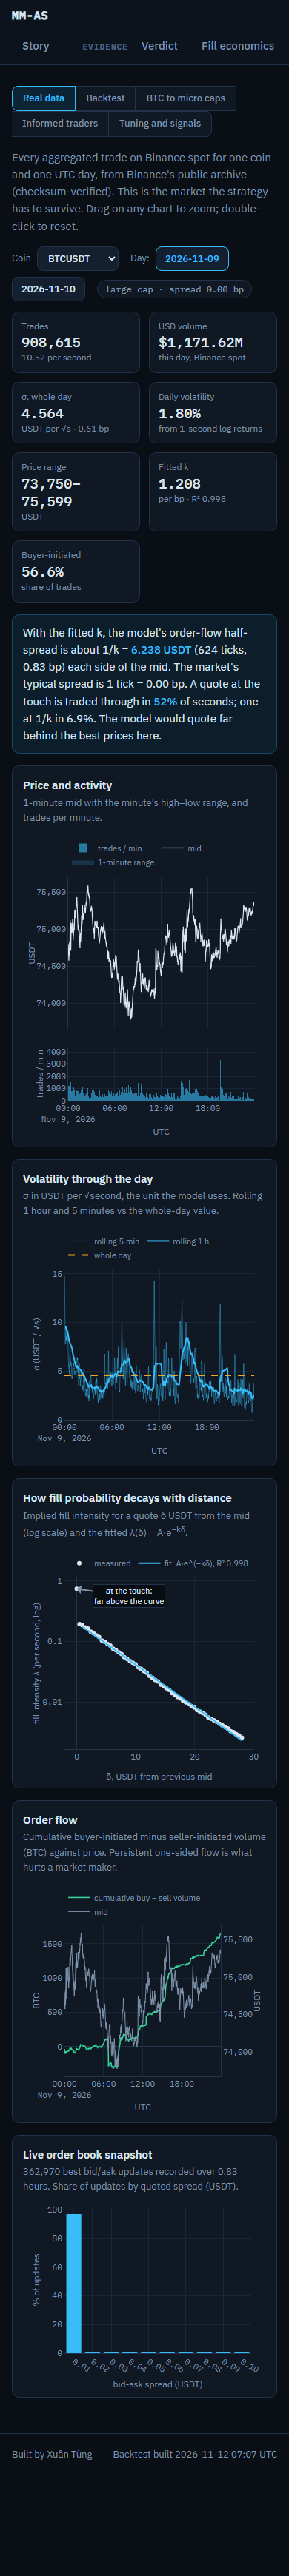 MM-AS
Story
EVIDENCE
Verdict
Fill economics
Real data
Backtest
BTC to micro caps
Informed traders
Tuning and signals
Every aggregated trade on Binance spot for one coin
and one UTC day, from Binance's public archive
(checksum-verified). This is the market the strategy
has to survive. Drag on any chart to zoom; double-
click to reset.
Coin
BTCUSDT
Day:
2026-11-09
2026-11-10
large cap · spread 0.00 bp
Trades
908,615
10.52 per second
USD volume
$1,171.62M
this day, Binance spot
σ, whole day
4.564
USDT per √s · 0.61 bp
Daily volatility
1.80%
from 1-second log returns
Price range
73,750–
75,599
USDT
Fitted k
1.208
per bp · R² 0.998
Buyer-initiated
56.6%
share of trades
With the fitted k, the model's order-flow half-
spread is about 1/k = 6.238 USDT (624 ticks,
0.83 bp) each side of the mid. The market's
typical spread is 1 tick = 0.00 bp. A quote at the
touch is traded through in 52% of seconds; one
at 1/k in 6.9%. The model would quote far
behind the best prices here.
Price and activity
1-minute mid with the minute's high–low range, and
trades per minute.
trades / min
mid
1-minute range
75,500
75,000
74,500
74,000
USDT
4000
3000
2000
1000
0
trades / min
00:00
06:00
12:00
18:00
Nov 9, 2026
UTC
Volatility through the day
σ in USDT per √second, the unit the model uses. Rolling
1 hour and 5 minutes vs the whole-day value.
rolling 5 min
rolling 1 h
whole day
15
10
5
0
σ (USDT / √s)
00:00
06:00
12:00
18:00
Nov 9, 2026
UTC
How fill probability decays with distance
Implied fill intensity for a quote δ USDT from the mid
(log scale) and the fitted λ(δ) = A·e−kδ.
measured
fit: A·e^(−kδ), R² 0.998
at the touch:
far above the curve
1
0.1
0.01
fill intensity λ (per second, log)
0
10
20
30
δ, USDT from previous mid
Order flow
Cumulative buyer-initiated minus seller-initiated volume
(BTC) against price. Persistent one-sided flow is what
hurts a market maker.
cumulative buy − sell volume
mid
1500
1000
500
0
BTC
75,500
75,000
74,500
74,000
USDT
00:00
06:00
12:00
18:00
Nov 9, 2026
UTC
Live order book snapshot
362,970 best bid/ask updates recorded over 0.83
hours. Share of updates by quoted spread (USDT).
100
80
60
40
20
0
% of updates
0.01
0.02
0.03
0.04
0.05
0.06
0.07
0.08
0.09
0.10
bid-ask spread (USDT)
Built by Xuân Tùng
Backtest built 2026-11-12 07:07 UTC